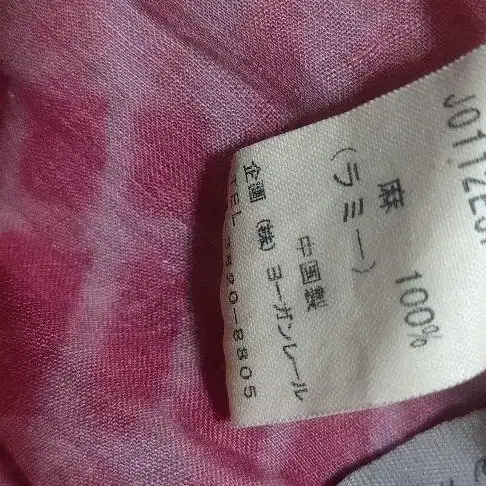 麻
(ラミー) 100%
中国製
企画 (株) ヨーガンレール
TEL 3820-8805